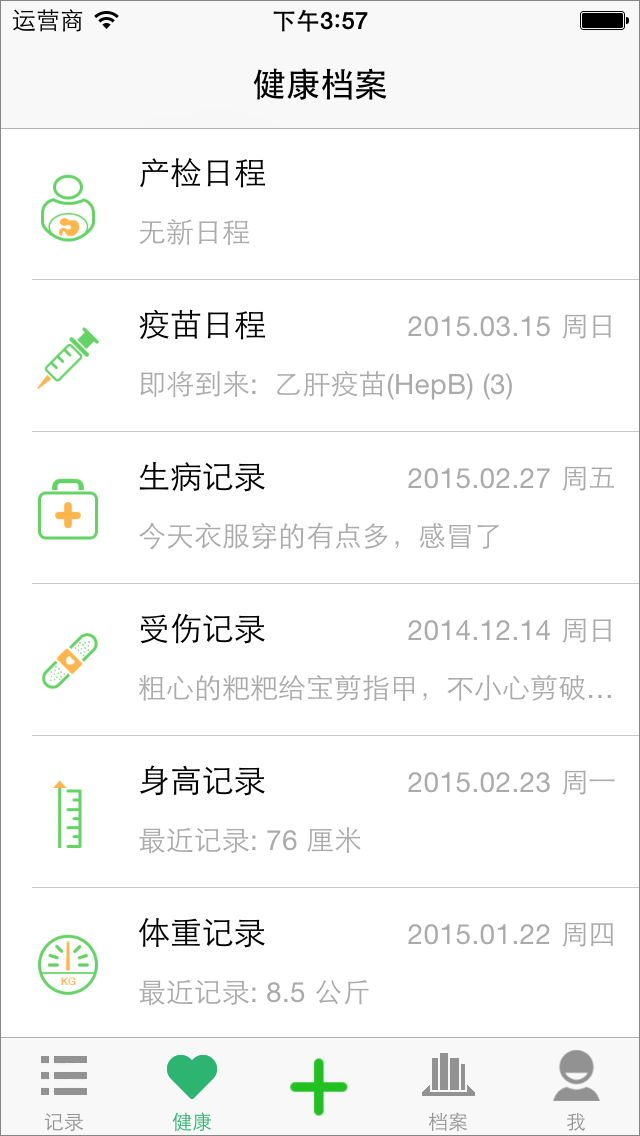 运营商 下午3:57
健康档案
产检日程
无新日程
疫苗日程 2015.03.15 周日
即将到来: 乙肝疫苗(HepB) (3)
生病记录 2015.02.27 周五
今天衣服穿的有点多，感冒了
受伤记录 2014.12.14 周日
粗心的粑粑给宝剪指甲，不小心剪破...
身高记录 2015.02.23 周一
最近记录: 76 厘米
体重记录 2015.01.22 周四
KG
最近记录: 8.5 公斤
记录 健康 档案 我